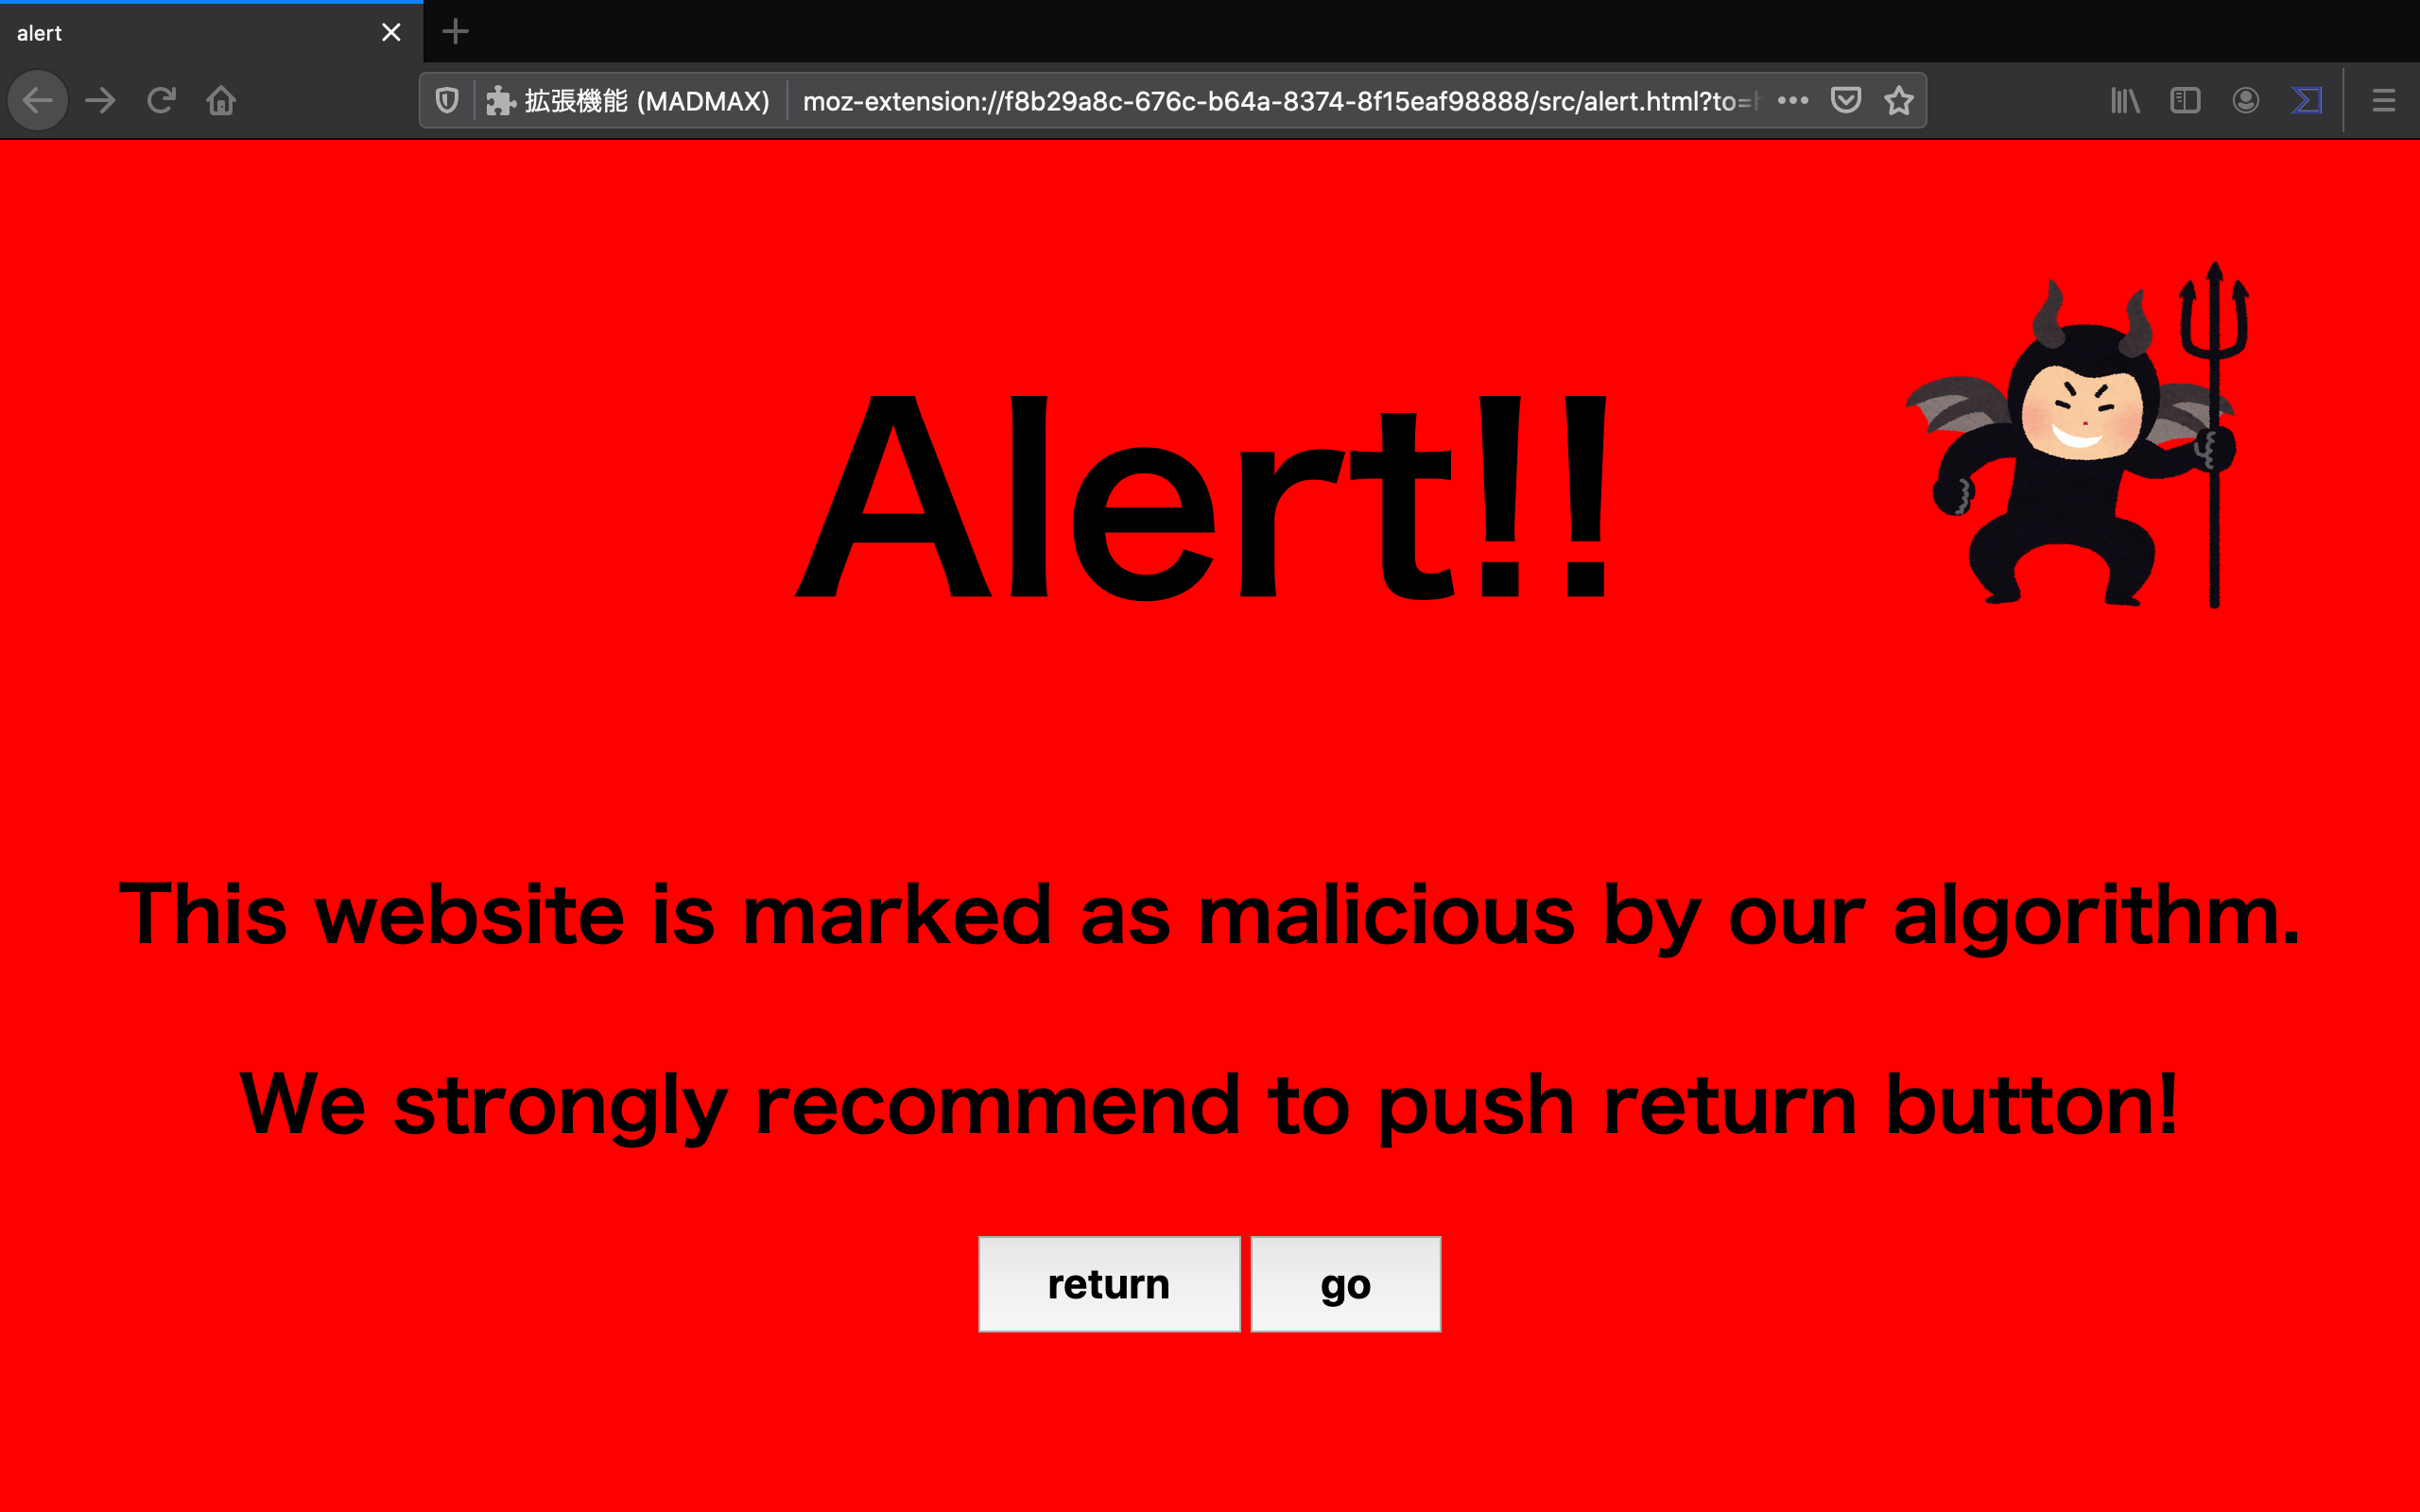 alert
拡張機能 (MADMAX) moz-extension://f8b29a8c-676c-b64a-8374-8f15eaf98888/src/alert.html?to=h
Alert!!
This website is marked as malicious by our algorithm.
We strongly recommend to push return button!
return go